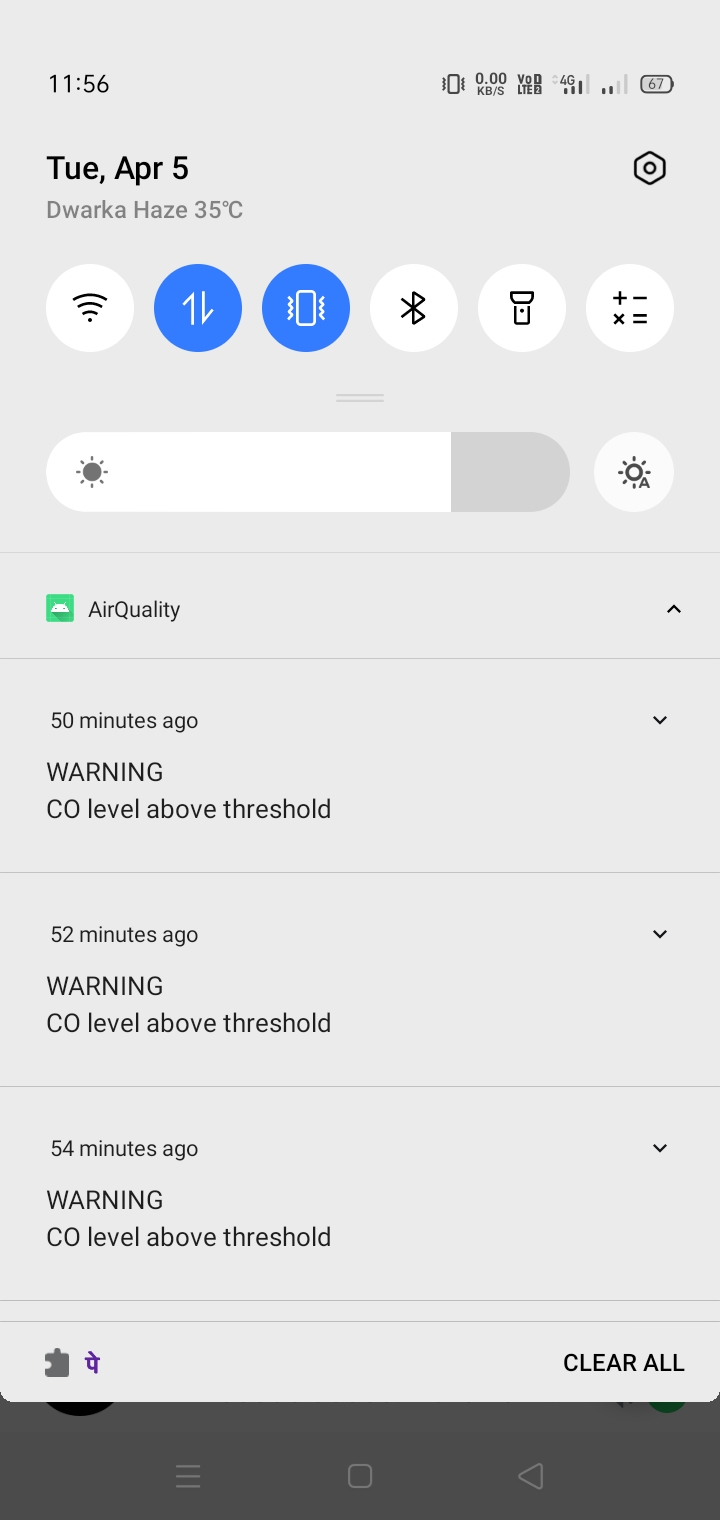 11:56
0.00
KB/S
VoD
LTE2
4G
67
Tue, Apr 5
Dwarka Haze 35℃
A
AirQuality
50 minutes ago
WARNING
CO level above threshold
52 minutes ago
WARNING
CO level above threshold
54 minutes ago
WARNING
CO level above threshold
पे
CLEAR ALL